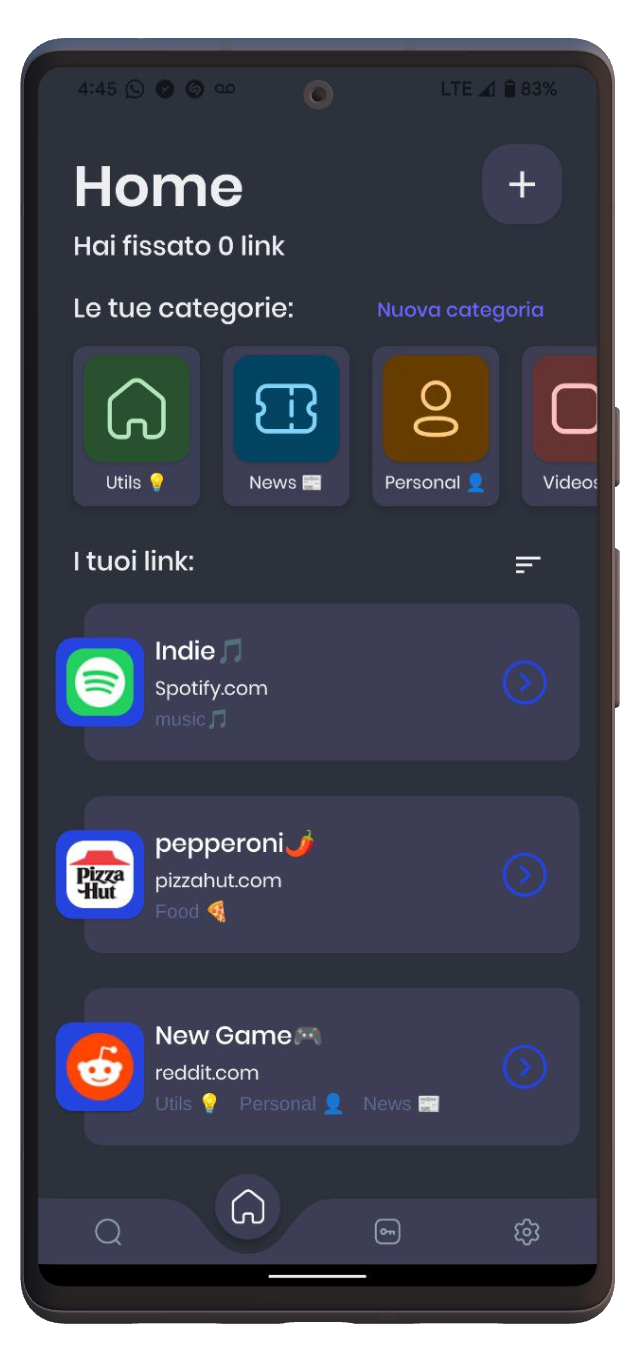 4:45 LTE 83%
Home
Hai fissato 0 link
Le tue categorie: Nuova categoria
Utils 💡 News 📰 Personal 👤 Videos
I tuoi link:
Indie🎵
Spotify.com
music🎵
Pizza Hut
pepperoni🌶️
pizzahut.com
Food 🍕
New Game🎮
reddit.com
Utils 💡 Personal 👤 News 📰